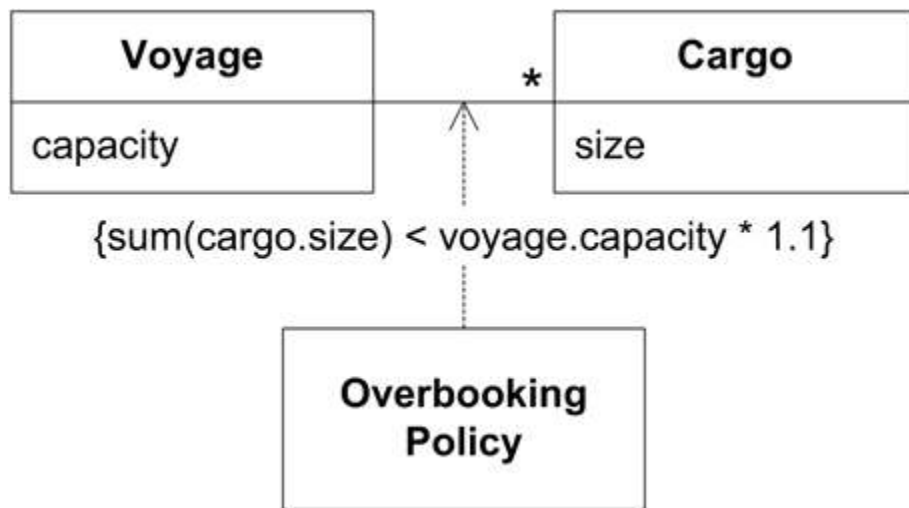 Voyage
*
Cargo
capacity
size
{sum(cargo.size) < voyage.capacity * 1.1}
Overbooking
Policy